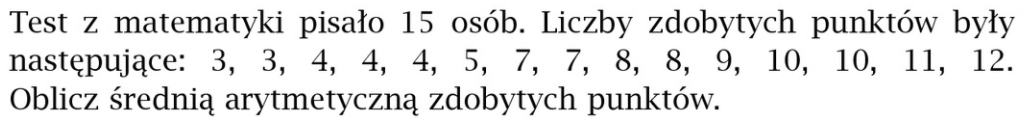 Test z matematyki pisało 15 osób. Liczby zdobytych punktów były
następujące: 3, 3, 4, 4, 4, 5, 7, 7, 8, 8, 9, 10, 10, 11, 12.
Oblicz średnią arytmetyczną zdobytych punktów.